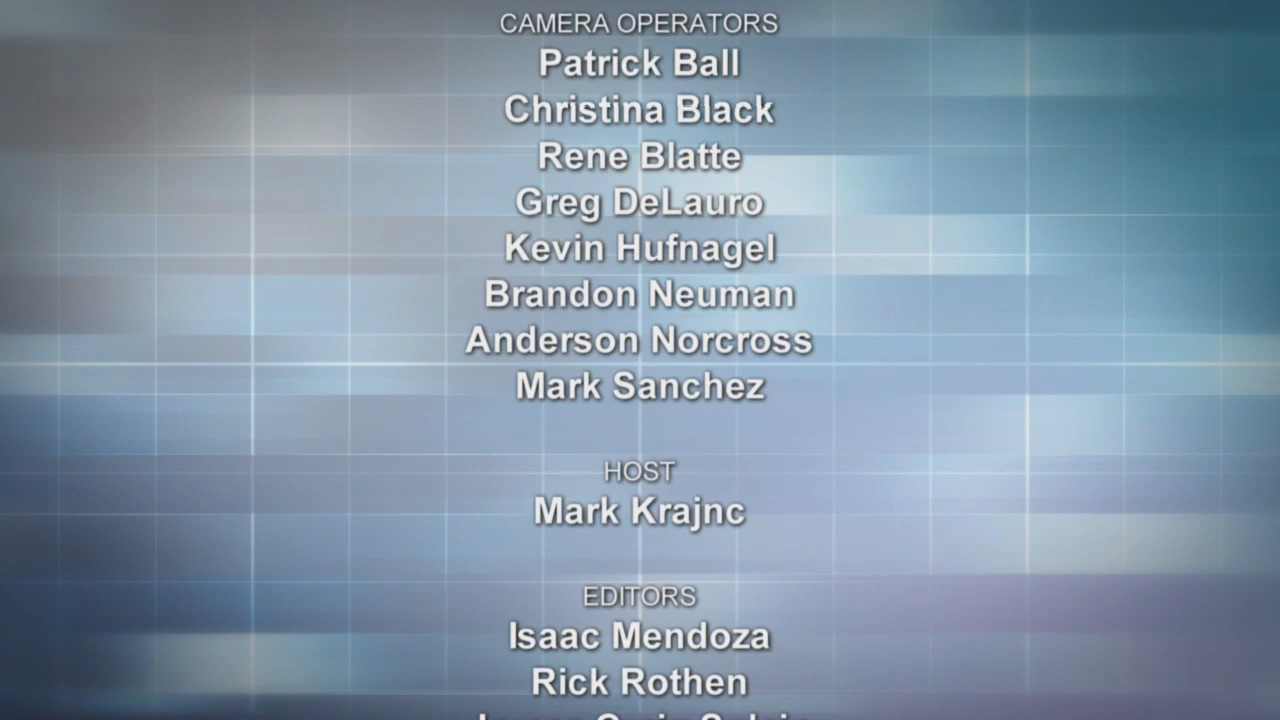 CAMERA OPERATORS
Patrick Ball
Christina Black
Rene Blatte
Greg DeLauro
Kevin Hufnagel
Brandon Neuman
Anderson Norcross
Mark Sanchez
HOST
Mark Krajnc
EDITORS
Isaac Mendoza
Rick Rothen